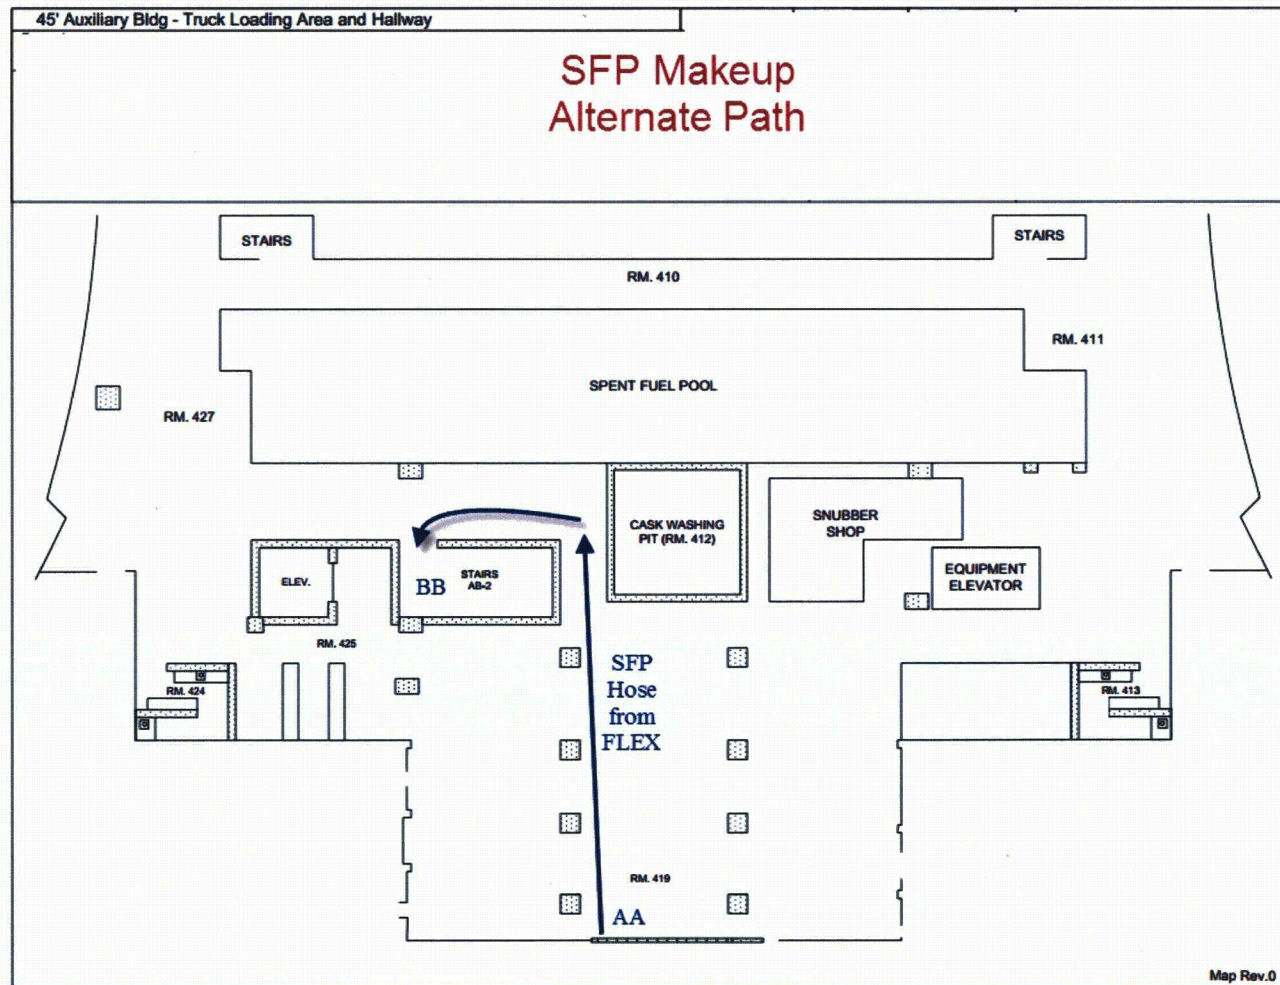 45' Auxiliary Bldg - Truck Loading Area and Hallway
SFP Makeup
Alternate Path
STAIRS
STAIRS
RM. 410
RM. 411
SPENT FUEL POOL
RM. 427
CASK WASHING
PIT (RM. 412)
SNUBBER
SHOP
EQUIPMENT
ELEVATOR
ELEV.
BB
STAIRS
AB-2
RM. 425
SFP
Hose
from
FLEX
RM. 424
RM. 413
RM. 419
AA
Map Rev.0